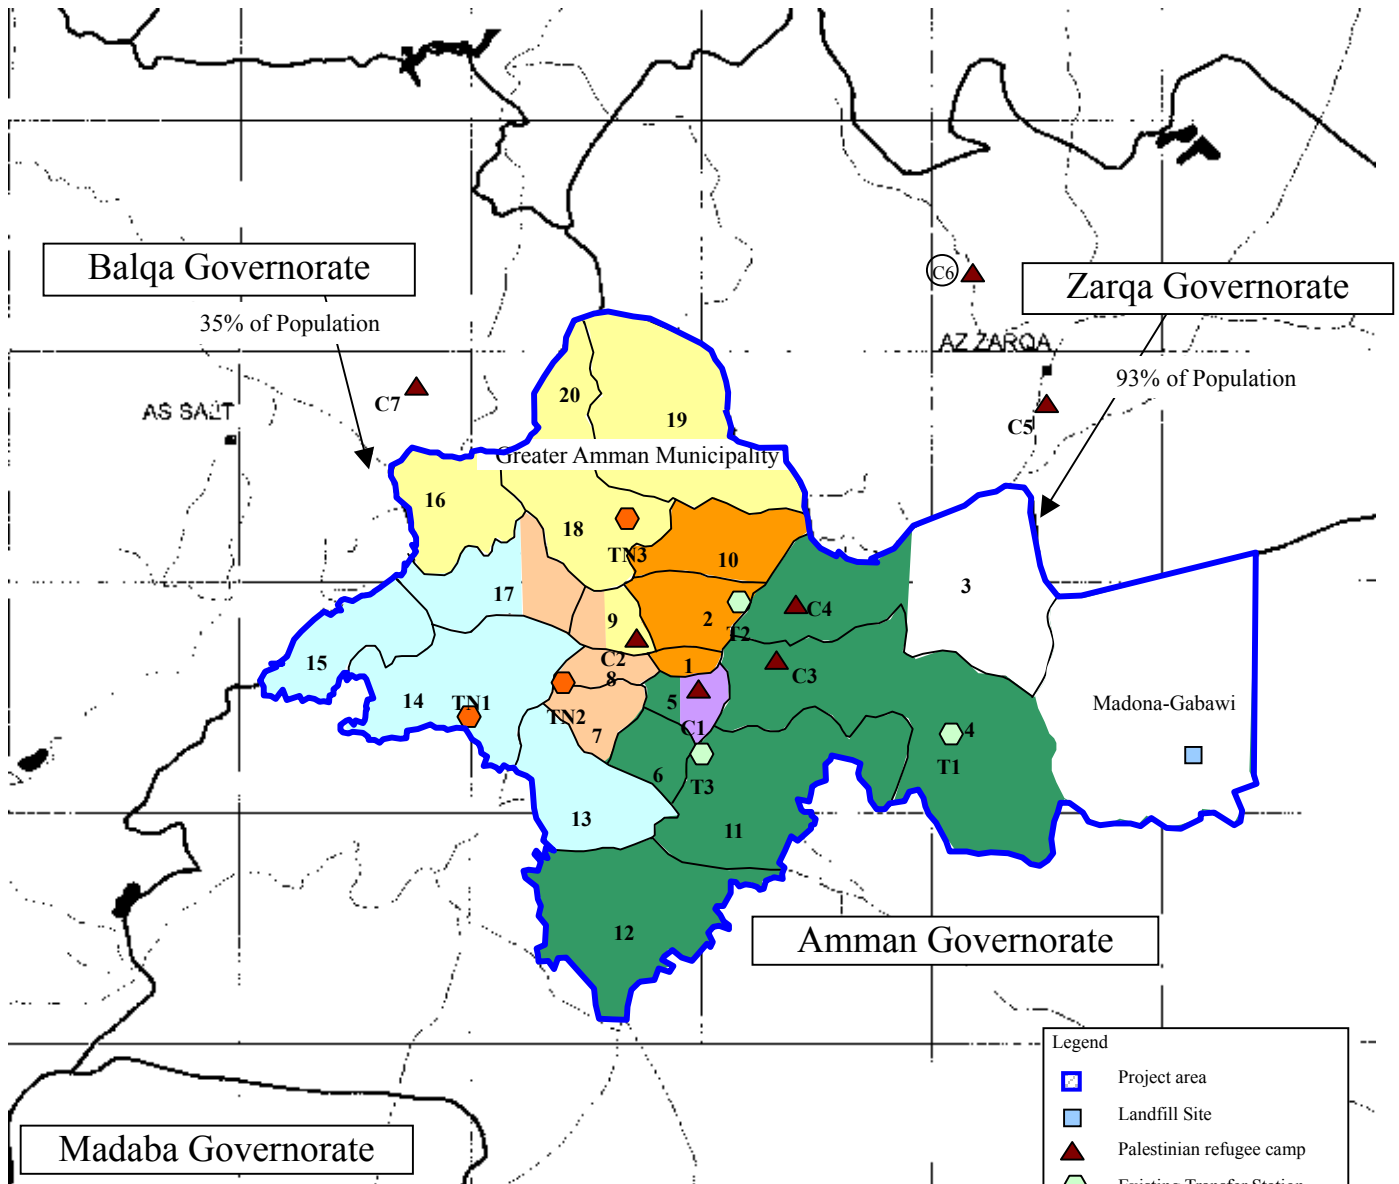 Balqa Governorate
35% of Population
C6
Zarqa Governorate
AZ ZARQA
93% of Population
C7
AS SALT
C5
20
19
Greater Amman Municipality
16
18
TN3
10
3
17
9
2
T2
C4
C2
8
1
C3
15
14
TN1
TN2
7
5
C1
Madona-Gabawi
4
T1
6
T3
13
11
12
Amman Governorate
Legend
Project area
Landfill Site
Palestinian refugee camp
Existing Transfer Station
Madaba Governorate